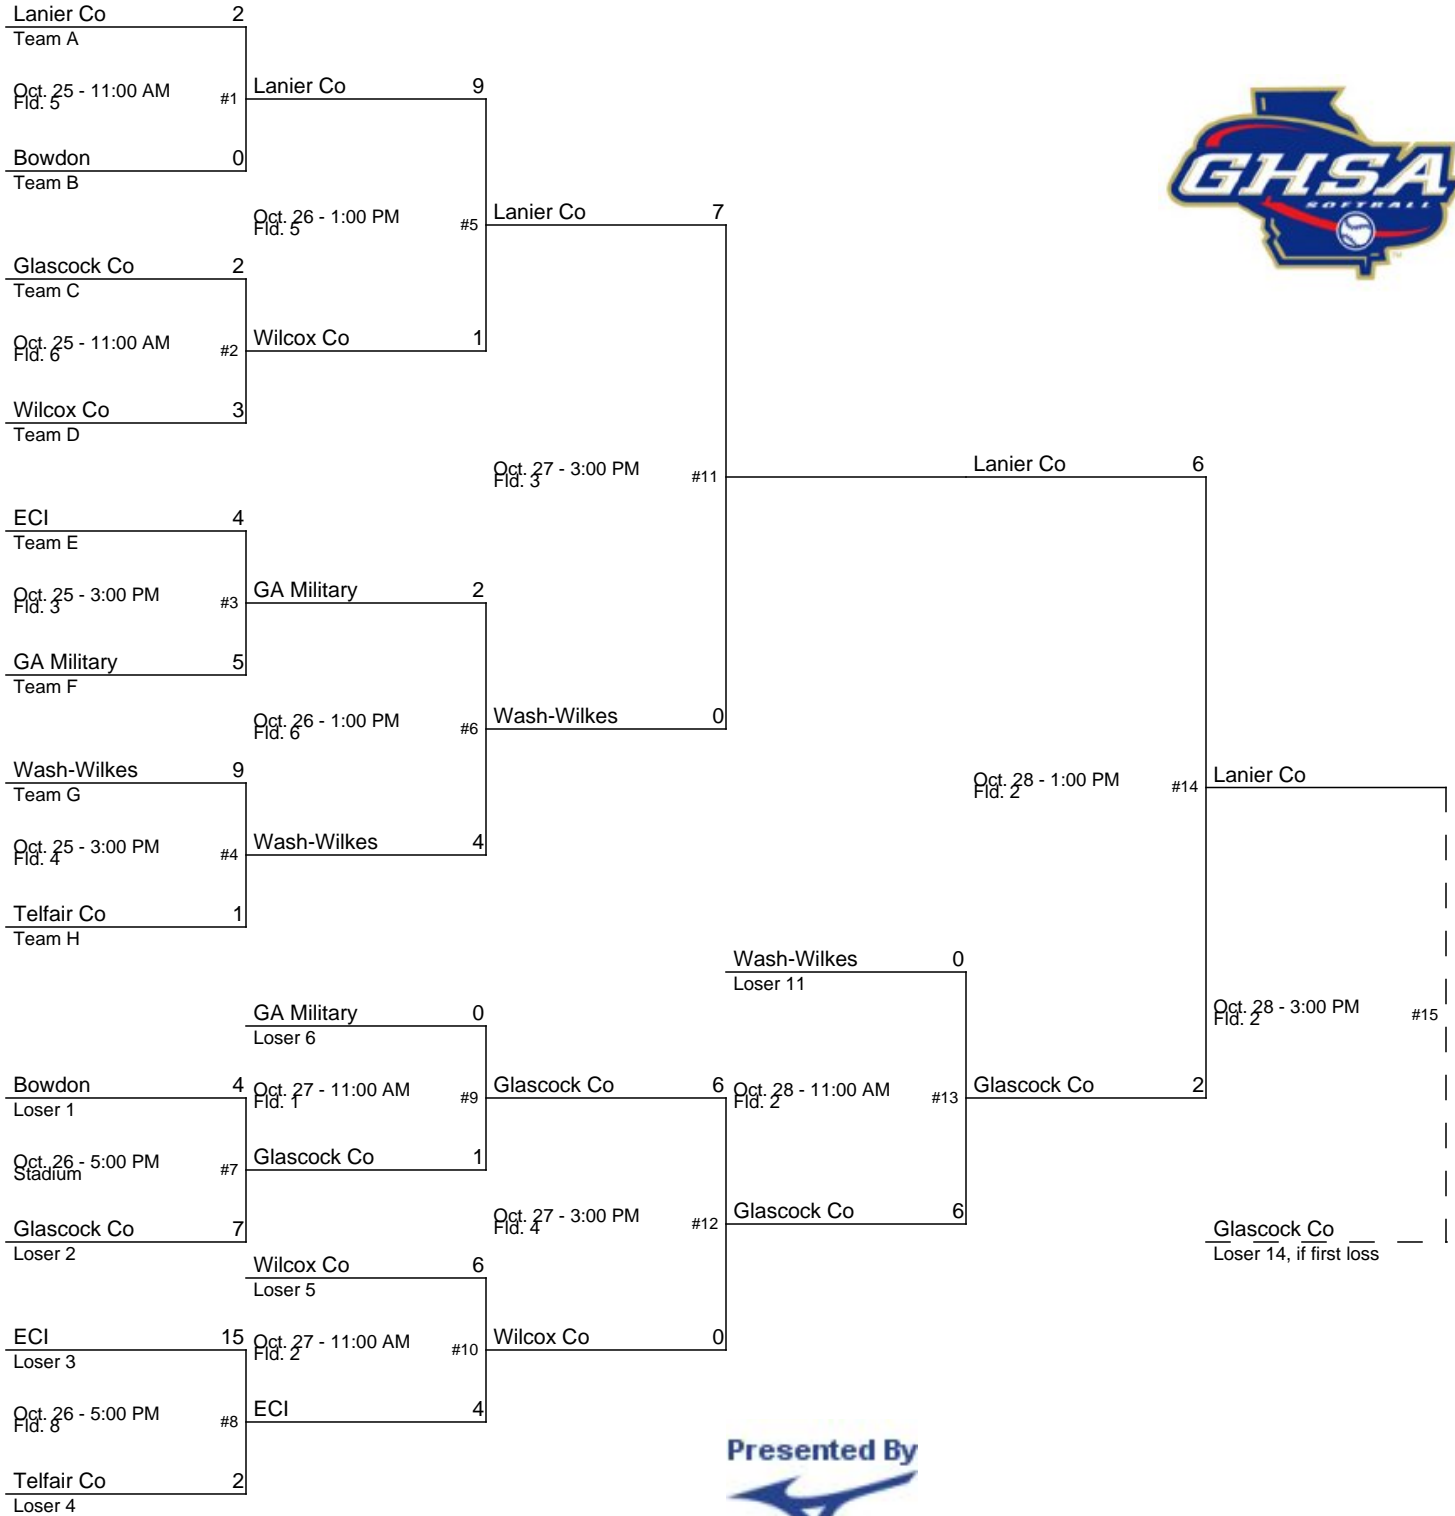 Lanier Co 2
Team A
Oct. 25 - 11:00 AM
Fld. 5
#1
Bowdon 0
Team B
Lanier Co 9
Oct. 26 - 1:00 PM
Fld. 5
#5
Glascock Co 2
Team C
Oct. 25 - 11:00 AM
Fld. 6
#2
Wilcox Co 3
Team D
Wilcox Co 1
Lanier Co 7
Oct. 27 - 3:00 PM
Fld. 3
#11
ECI 4
Team E
Oct. 25 - 3:00 PM
Fld. 3
#3
GA Military 5
Team F
GA Military 2
Oct. 26 - 1:00 PM
Fld. 6
#6
Wash-Wilkes 9
Team G
Oct. 25 - 3:00 PM
Fld. 4
#4
Telfair Co 1
Team H
Wash-Wilkes 4
Wash-Wilkes 0
GHSA
SOFTBALL
TM
Lanier Co 6
Oct. 28 - 1:00 PM
Fld. 2
#14
Lanier Co
Oct. 28 - 3:00 PM
Fld. 2
#15
Glascock Co
Loser 14, if first loss
Wash-Wilkes 0
Loser 11
Oct. 28 - 11:00 AM
Fld. 2
#13
Glascock Co 2
GA Military 0
Loser 6
Oct. 27 - 11:00 AM
Fld. 1
#9
Glascock Co 6
Bowdon 4
Loser 1
Oct. 26 - 5:00 PM
Stadium
#7
Glascock Co 7
Loser 2
Glascock Co 1
Oct. 27 - 3:00 PM
Fld. 4
#12
Glascock Co 6
Wilcox Co 6
Loser 5
Oct. 27 - 11:00 AM
Fld. 2
#10
Wilcox Co 0
ECI 15
Loser 3
Oct. 26 - 5:00 PM
Fld. 8
#8
ECI 4
Telfair Co 2
Loser 4
Presented By